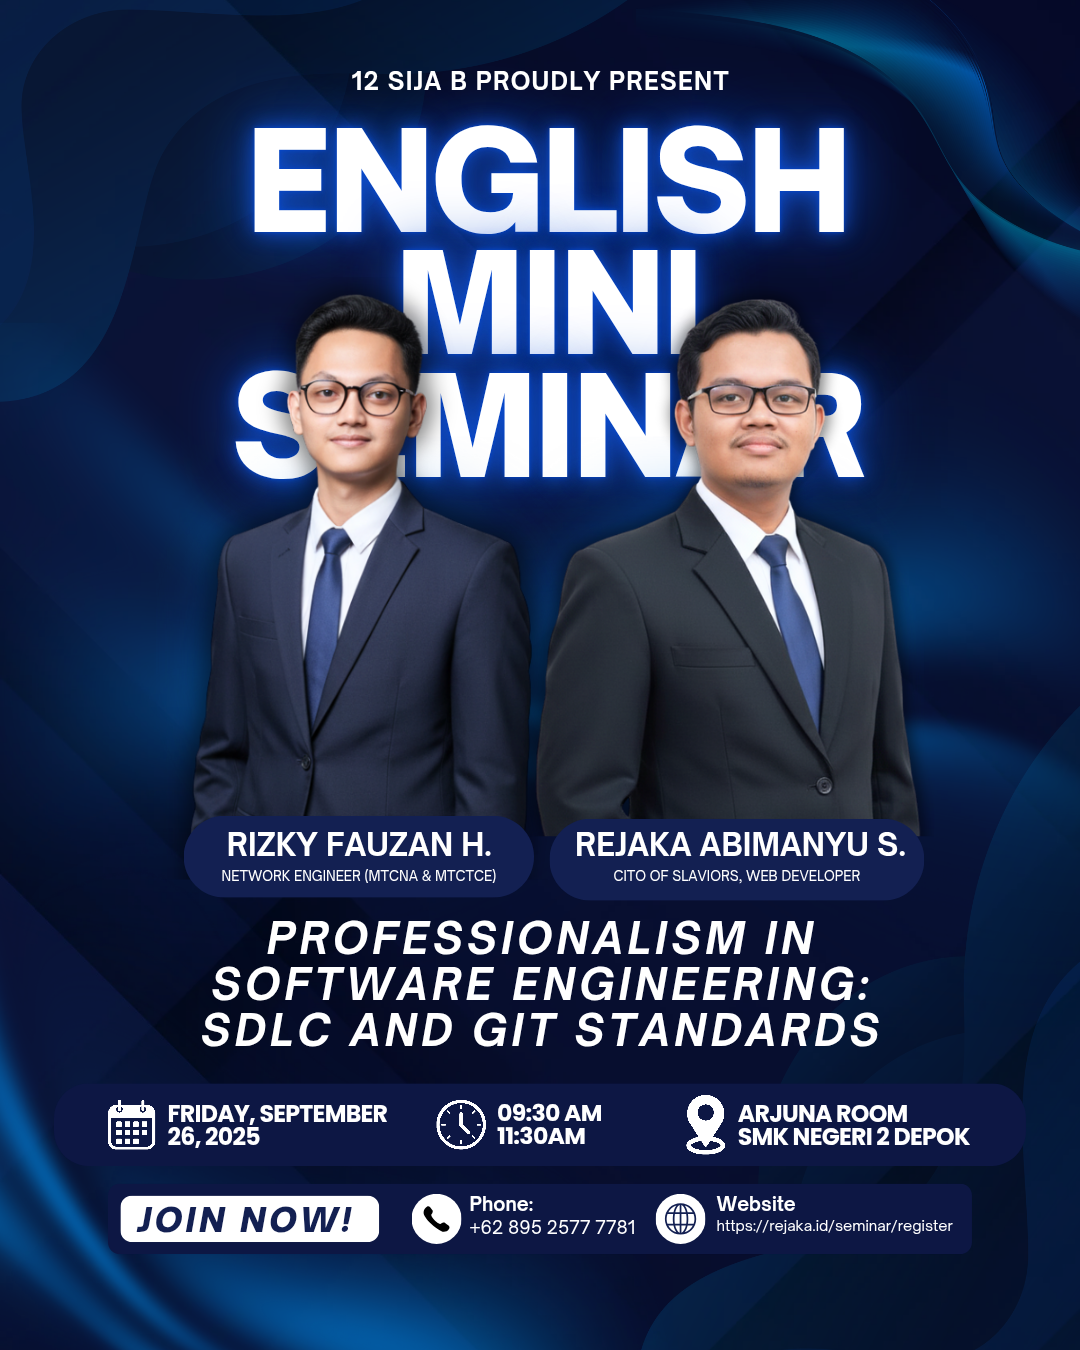 12 SIJA B PROUDLY PRESENT
ENGLISH
MINI
SEMINAR
RIZKY FAUZAN H.
NETWORK ENGINEER (MTCNA & MTCTCE)
REJAKA ABIMANYU S.
CITO OF SLAVIORS, WEB DEVELOPER
PROFESSIONALISM IN
SOFTWARE ENGINEERING:
SDLC AND GIT STANDARDS
FRIDAY, SEPTEMBER
26, 2025
09:30 AM
11:30AM
ARJUNA ROOM
SMK NEGERI 2 DEPOK
JOIN NOW!
Phone:
+62 895 2577 7781
Website
https://rejaka.id/seminar/register